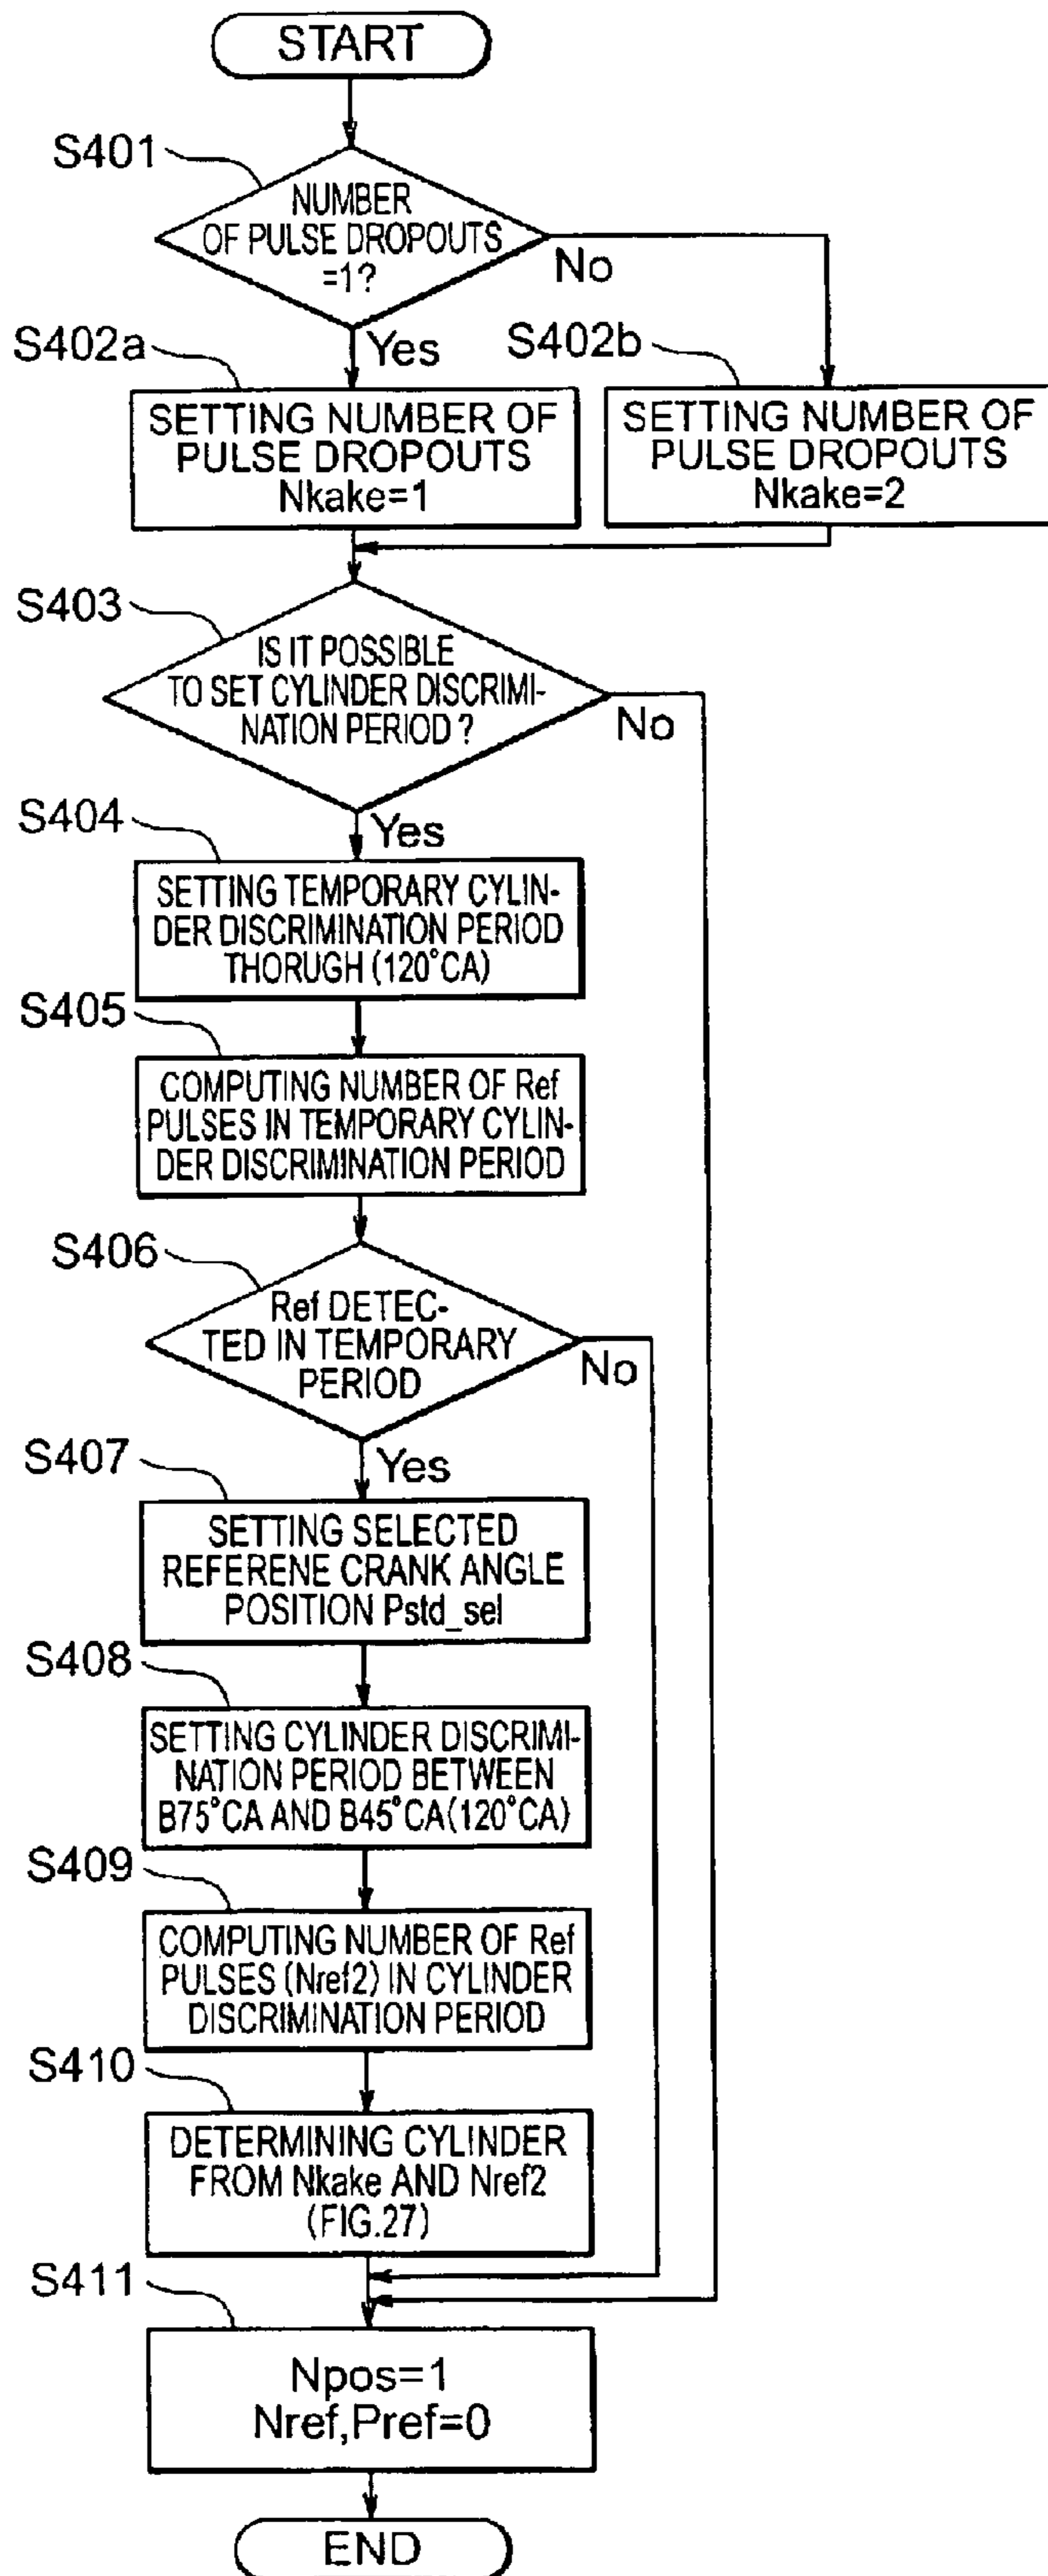 START
S401
NUMBER
OF PULSE DROPOUTS
=1?
No
Yes
S402a
SETTING NUMBER OF
PULSE DROPOUTS
Nkake=1
S402b
SETTING NUMBER OF
PULSE DROPOUTS
Nkake=2
S403
IS IT POSSIBLE
TO SET CYLINDER DISCRIMI-
NATION PERIOD ?
No
Yes
S404
SETTING TEMPORARY CYLIN-
DER DISCRIMINATION PERIOD
THORUGH (120°CA)
S405
COMPUTING NUMBER OF Ref
PULSES IN TEMPORARY CYLIN-
DER DISCRIMINATION PERIOD
S406
Ref DETEC-
TED IN TEMPORARY
PERIOD
No
Yes
S407
SETTING SELECTED
REFERENE CRANK ANGLE
POSITION Pstd_sel
S408
SETTING CYLINDER DISCRIMI-
NATION PERIOD BETWEEN
B75°CA AND B45°CA(120°CA)
S409
COMPUTING NUMBER OF Ref
PULSES (Nref2) IN CYLINDER
DISCRIMINATION PERIOD
S410
DETERMINING CYLINDER
FROM Nkake AND Nref2
(FIG.27)
S411
Npos=1
Nref,Pref=0
END